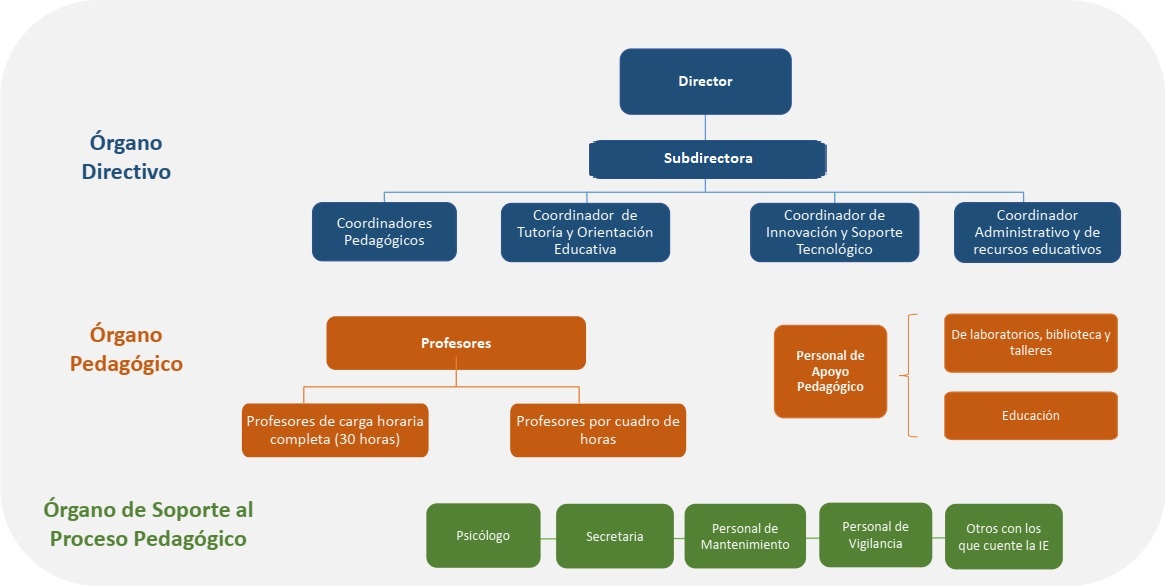 Director
Órgano
Directivo
Subdirectora
Coordinadores
Pedagógicos
Coordinador de
Tutoría y Orientación
Educativa
Coordinador de
Innovación y Soporte
Tecnológico
Coordinador
Administrativo y de
recursos educativos
Órgano
Pedagógico
Profesores
Profesores de carga horaria
completa (30 horas)
Profesores por cuadro de
horas
Personal de
Apoyo
Pedagógico
De laboratorios, biblioteca y
talleres
Educación
Órgano de Soporte al
Proceso Pedagógico
Psicólogo
Secretaria
Personal de
Mantenimiento
Personal de
Vigilancia
Otros con los
que cuente la IE